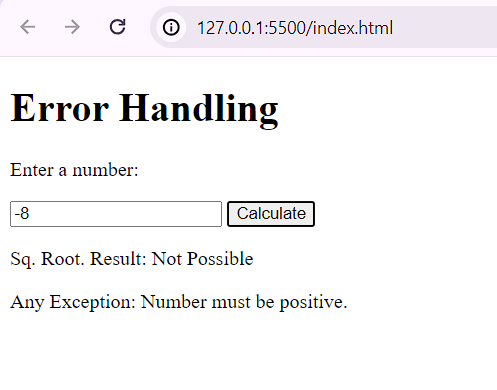 127.0.0.1:5500/index.html
Error Handling
Enter a number:
-8 Calculate
Sq. Root. Result: Not Possible
Any Exception: Number must be positive.